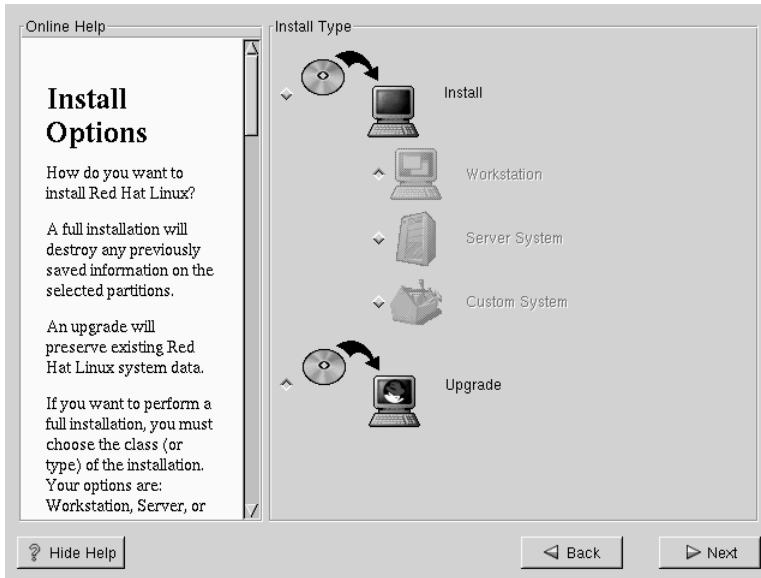 Online Help
Install
Options
How do you want to
install Red Hat Linux?
A full installation will
destroy any previously
saved information on the
selected partitions.
An upgrade will
preserve existing Red
Hat Linux system data.
If you want to perform a
full installation, you must
choose the class (or
type) of the installation.
Your options are:
Workstation, Server, or
Install Type
Install
Workstation
Server System
Custom System
Upgrade
Hide Help
Back
Next